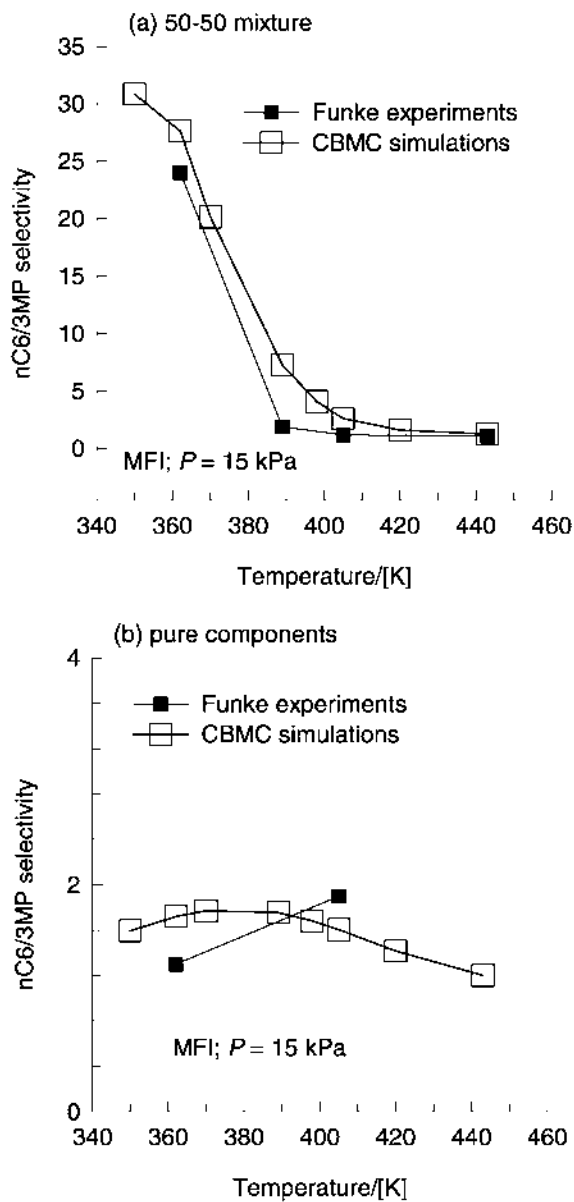 (a) 50-50 mixture
35
30
25
20
15
10
5
0
nC6/3MP selectivity
Funke experiments
CBMC simulations
MFI; P = 15 kPa
340 360 380 400 420 440 460
Temperature/[K]
(b) pure components
4
2
0
nC6/3MP selectivity
Funke experiments
CBMC simulations
MFI; P = 15 kPa
340 360 380 400 420 440 460
Temperature/[K]